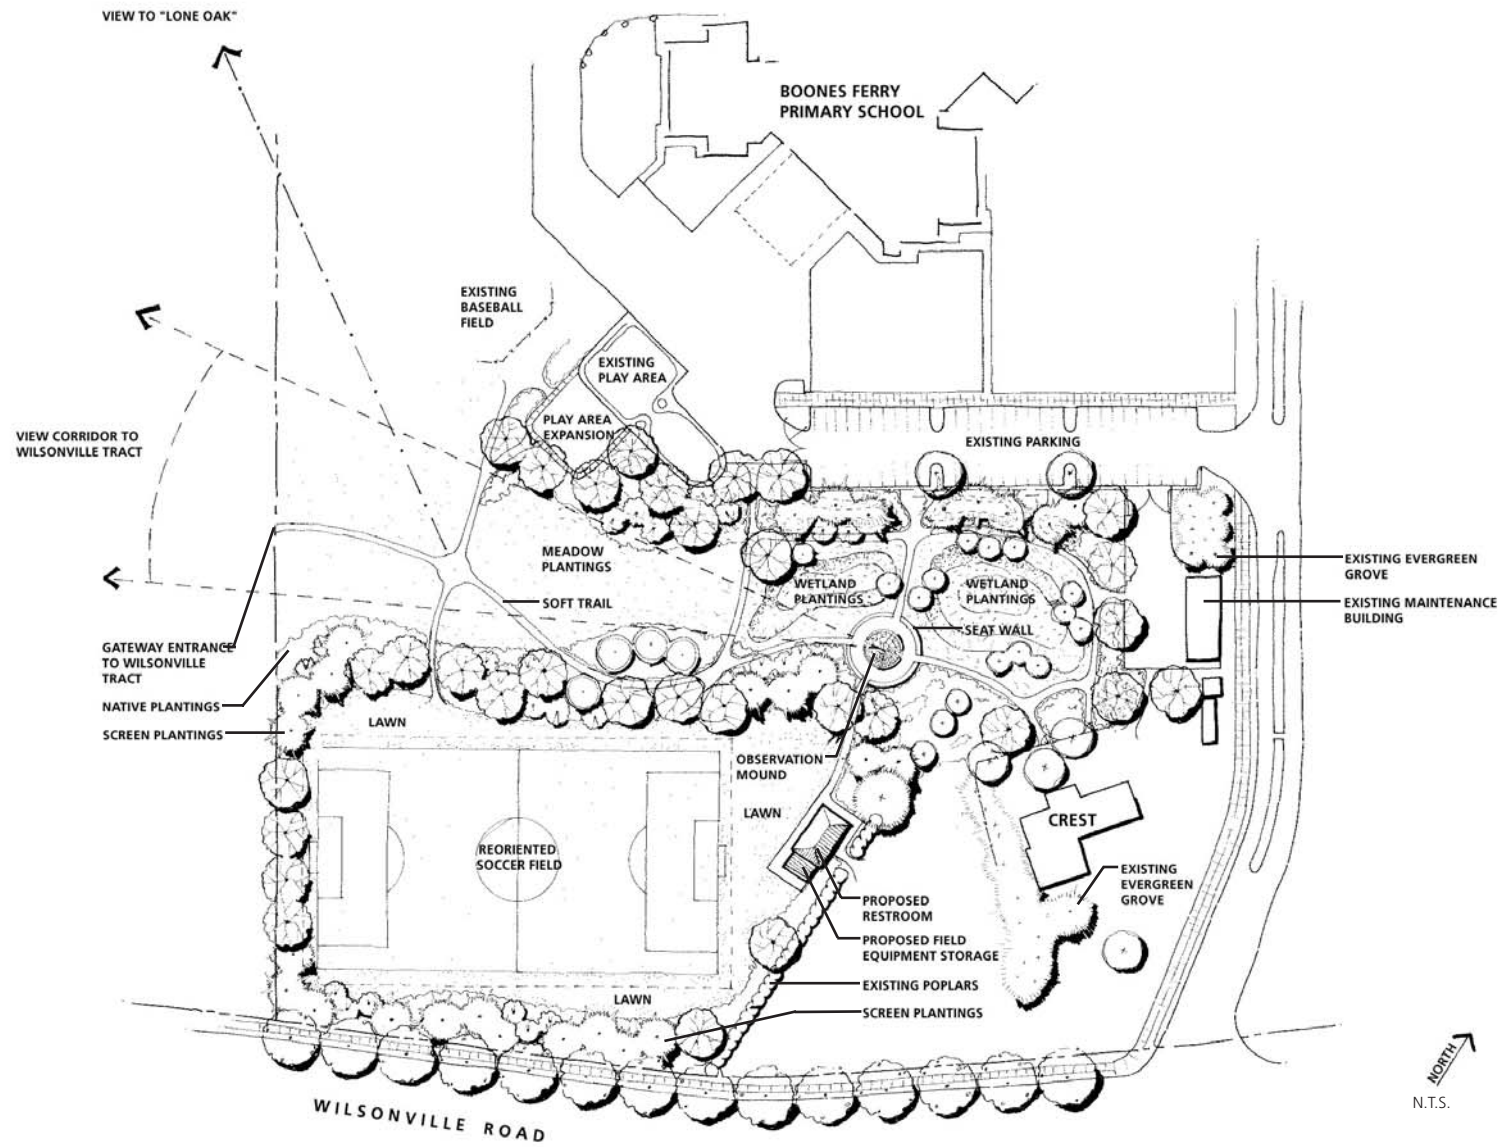 VIEW TO "LONE OAK"
BOONES FERRY
PRIMARY SCHOOL
EXISTING
BASEBALL
FIELD
EXISTING
PLAY AREA
PLAY AREA
EXPANSION
VIEW CORRIDOR TO
WILSONVILLE TRACT
EXISTING PARKING
MEADOW
PLANTINGS
WETLAND
PLANTINGS
WETLAND
PLANTINGS
EXISTING EVERGREEN
GROVE
SOFT TRAIL
EXISTING MAINTENANCE
BUILDING
SEAT WALL
GATEWAY ENTRANCE
TO WILSONVILLE
TRACT
NATIVE PLANTINGS
SCREEN PLANTINGS
LAWN
OBSERVATION
MOUND
LAWN
CREST
REORIENTED
SOCCER FIELD
EXISTING
EVERGREEN
GROVE
PROPOSED
RESTROOM
PROPOSED FIELD
EQUIPMENT STORAGE
EXISTING POPLARS
LAWN
SCREEN PLANTINGS
WILSONVILLE ROAD
NORTH
N.T.S.